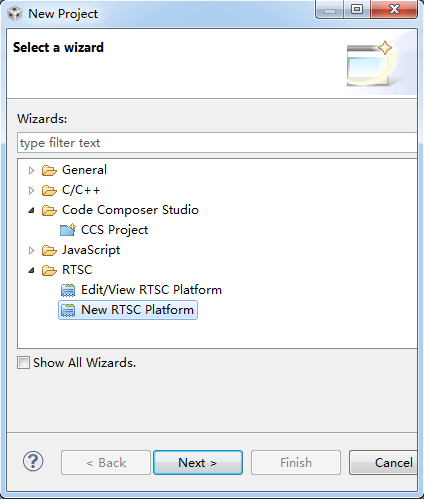 New Project
Select a wizard
Wizards:
type filter text
General
C/C++
Code Composer Studio
CCS Project
JavaScript
RTSC
Edit/View RTSC Platform
New RTSC Platform
Show All Wizards.
? < Back Next > Finish Cancel